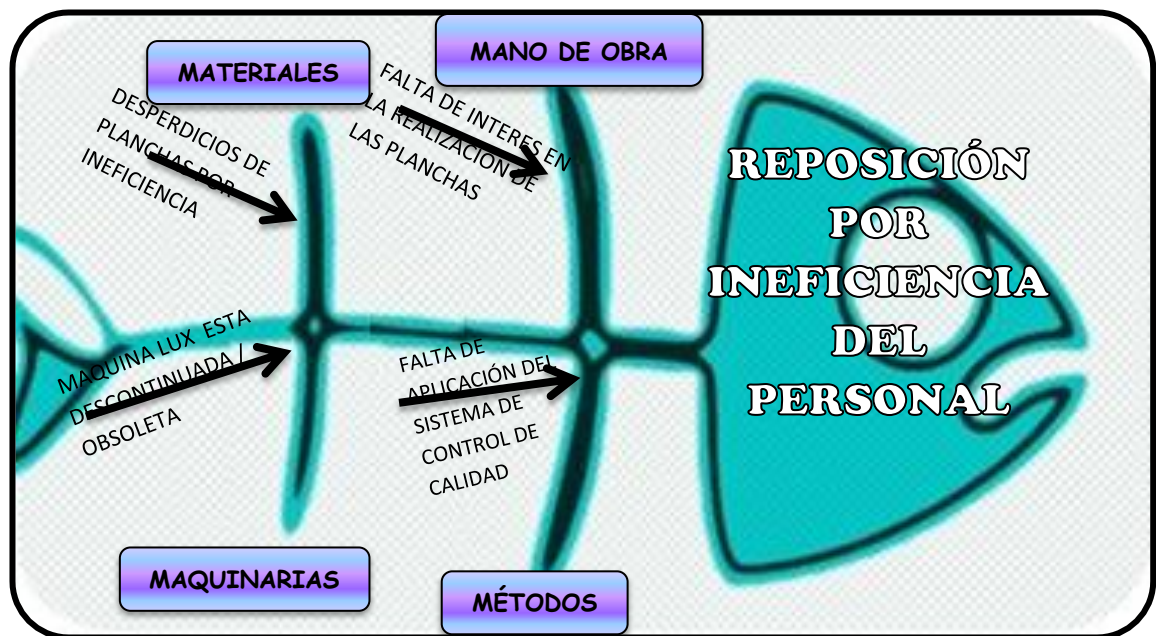 MATERIALES
MANO DE OBRA
DESPERDICIOS DE
PLANCHAS POR
INEFICIENCIA
FALTA DE INTERES EN
LA REALIZACION DE
LAS PLANCHAS
REPOSICIÓN
POR
INEFICIENCIA
DEL
PERSONAL
MAQUINA LUX ESTA
DESCONTINUADA /
OBSOLETA
FALTA DE
APLICACIÓN DEL
SISTEMA DE
CONTROL DE
CALIDAD
MAQUINARIAS
MÉTODOS